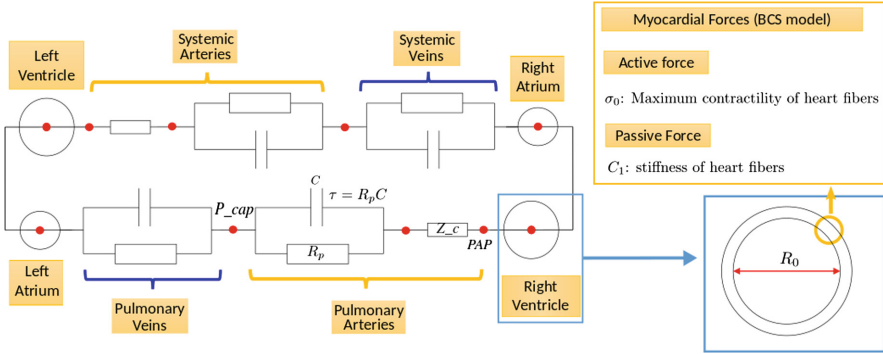 Myocardial Forces (BCS model)
Active force
σ₀: Maximum contractility of heart fibers
Passive Force
C₁: stiffness of heart fibers
Left
Ventricle
Systemic
Arteries
Systemic
Veins
Right
Atrium
C
τ = RₚC
P_cap
Rₚ
Z_c
PAP
Left
Atrium
Pulmonary
Veins
Pulmonary
Arteries
Right
Ventricle
R₀